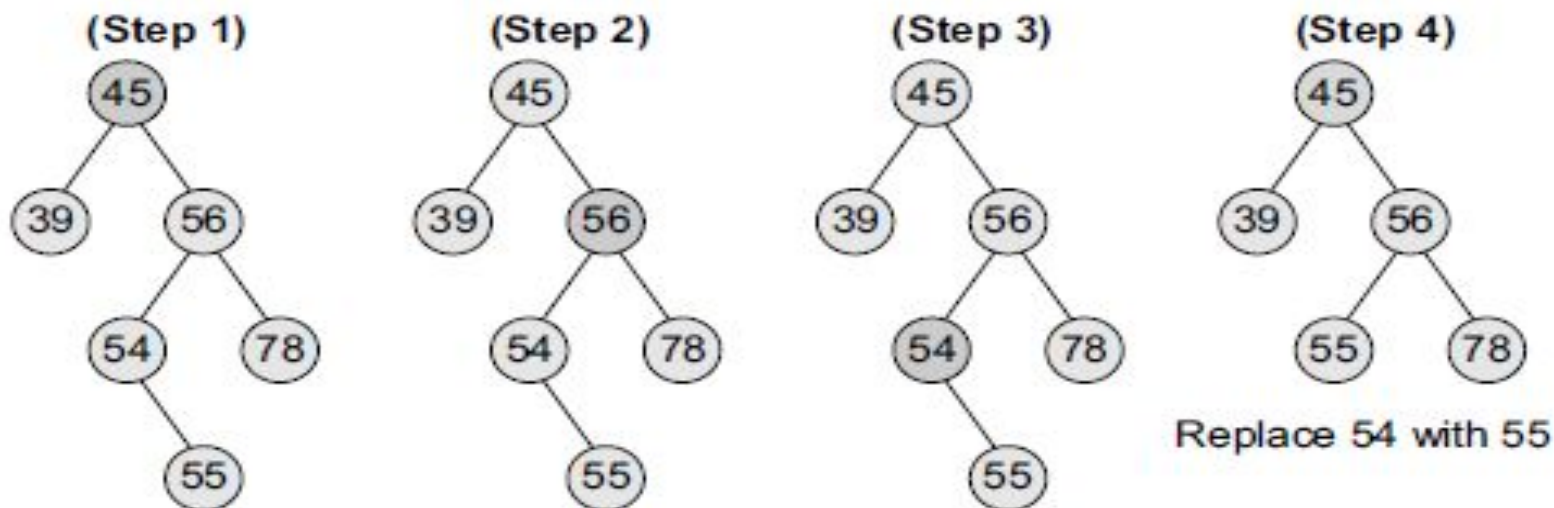 (Step 1) (Step 2) (Step 3) (Step 4)
45 45 45 45
39 56 39 56 39 56 39 56
54 78 54 78 54 78 55 78
Replace 54 with 55
55 55 55